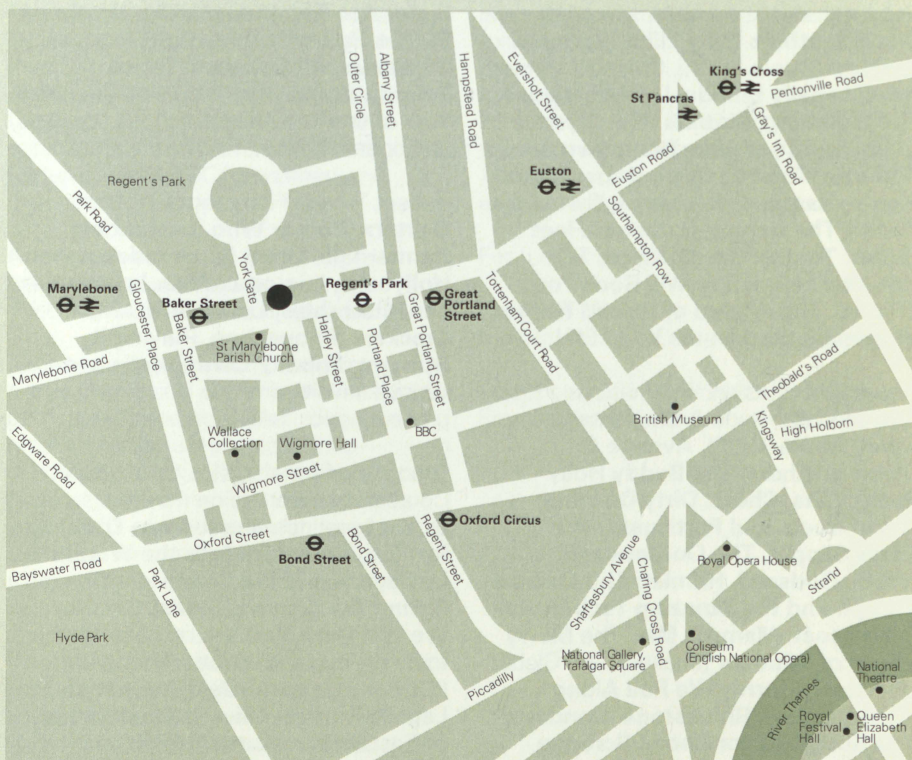 Outer Circle
Albany Street
Hampstead Road
Eversholt Street
King's Cross
Pentonville Road
St Pancras
Gray's Inn Road
Euston Road
Euston
Regent's Park
Park Road
Southampton Row
York Gate
Marylebone
Gloucester Place
Baker Street
Baker Street
Regent's Park
Great
Portland
Street
Tottenham Court Road
St Marylebone
Parish Church
Harley Street
Portland Place
Great Portland Street
Marylebone Road
Theobald's Road
British Museum
Kingsway
High Holborn
Edgware Road
Wallace
Collection
Wigmore Hall
BBC
Wigmore Street
Oxford Street
Oxford Circus
Bond Street
Bond Street
Regent Street
Bayswater Road
Park Lane
Shaftesbury Avenue
Charing Cross Road
Royal Opera House
Strand
Hyde Park
National Gallery,
Trafalgar Square
Coliseum
(English National Opera)
Piccadilly
River Thames
National
Theatre
Royal
Festival
Hall
Queen
Elizabeth
Hall